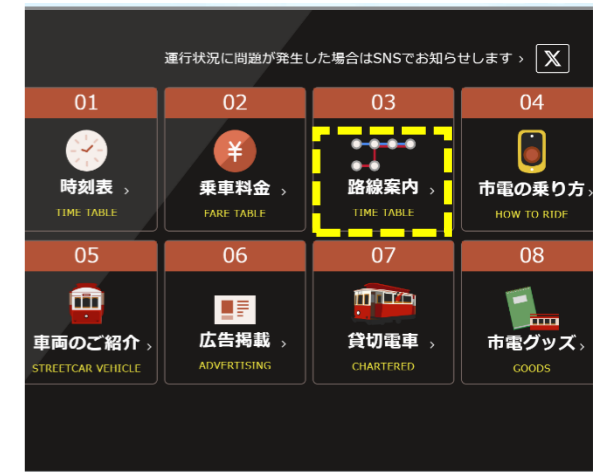 運行状況に問題が発生した場合はSNSでお知らせします › X
01 02 03 04
¥
時刻表 › 乗車料金 › 路線案内 › 市電の乗り方 ›
TIME TABLE FARE TABLE TIME TABLE HOW TO RIDE
05 06 07 08
車両のご紹介 › 広告掲載 › 貸切電車 › 市電グッズ ›
STREETCAR VEHICLE ADVERTISING CHARTERED GOODS